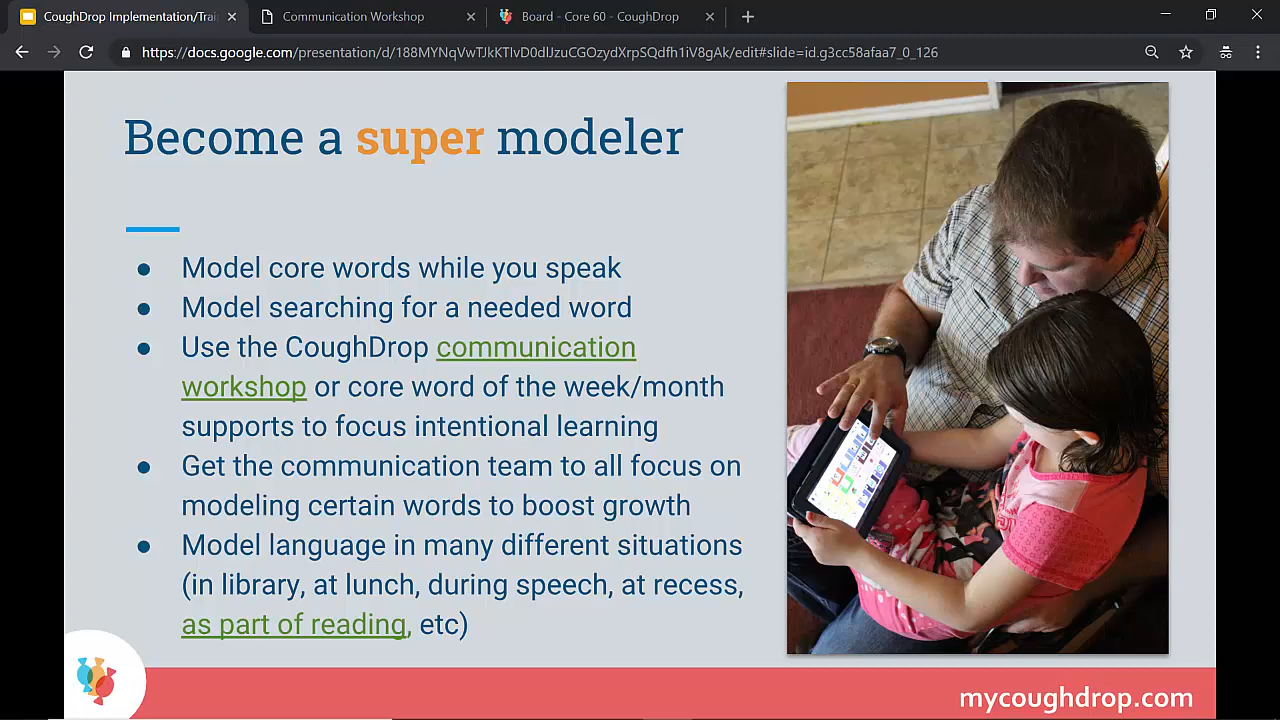 CoughDrop Implementation/Trai
Communication Workshop
Board - Core 60 - CoughDrop
https://docs.google.com/presentation/d/188MYNqVwTJkKTIvD0dlJzuCGOzydXrpSQdfh1iV8gAk/edit#slide=id.g3cc58afaa7_0_126
Become a super modeler
● Model core words while you speak
● Model searching for a needed word
● Use the CoughDrop communication
workshop or core word of the week/month
supports to focus intentional learning
● Get the communication team to all focus on
modeling certain words to boost growth
● Model language in many different situations
(in library, at lunch, during speech, at recess,
as part of reading, etc)
mycoughdrop.com